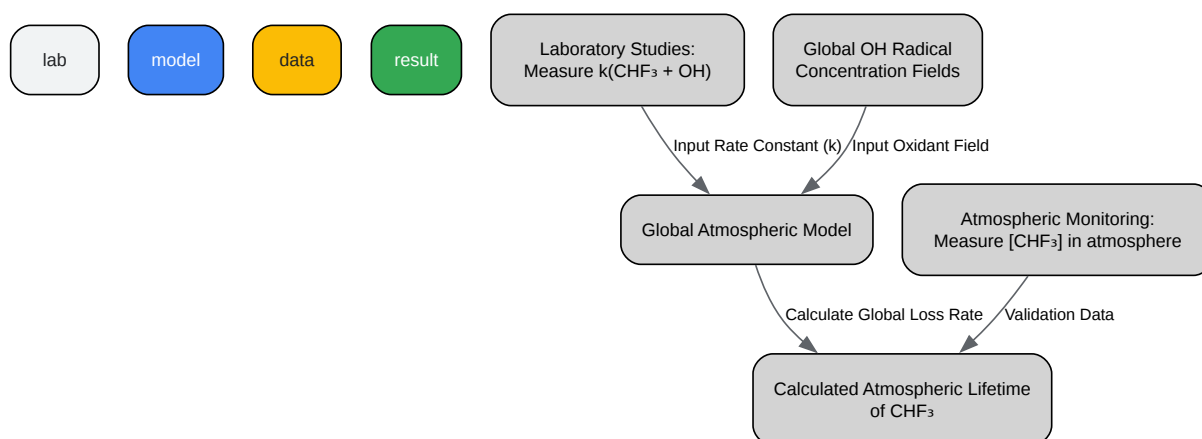 lab
model
data
result
Laboratory Studies:
Measure k(CHF₃ + OH)
Global OH Radical
Concentration Fields
Input Rate Constant (k)
Input Oxidant Field
Global Atmospheric Model
Atmospheric Monitoring:
Measure [CHF₃] in atmosphere
Calculate Global Loss Rate
Validation Data
Calculated Atmospheric Lifetime
of CHF₃